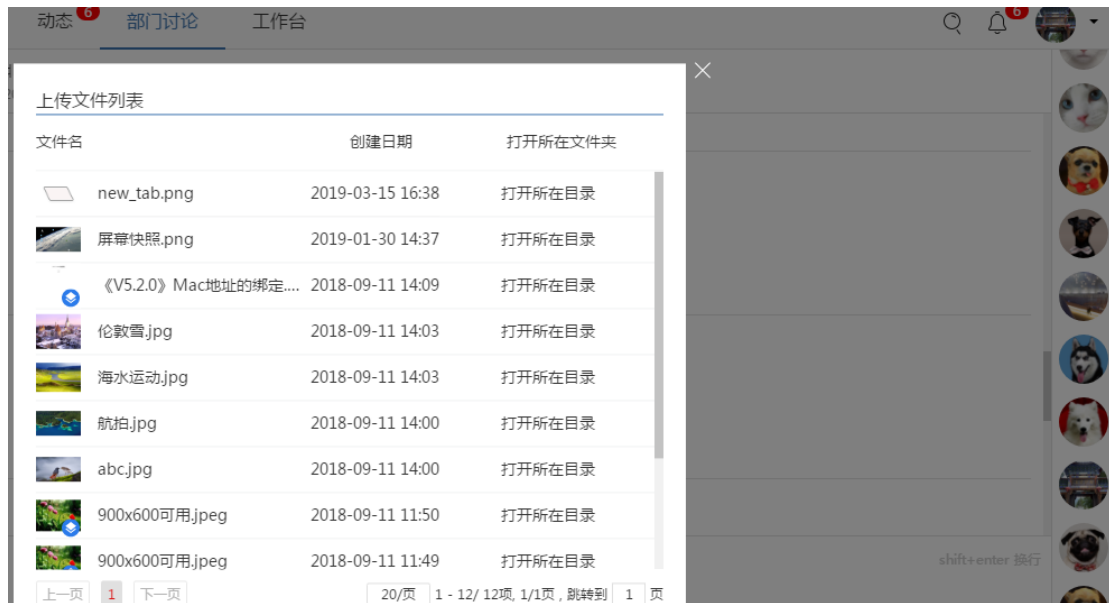 动态 6 部门讨论 工作台 6
上传文件列表
文件名 创建日期 打开所在文件夹
new_tab.png 2019-03-15 16:38 打开所在目录
屏幕快照.png 2019-01-30 14:37 打开所在目录
《V5.2.0》Mac地址的绑定.... 2018-09-11 14:09 打开所在目录
伦敦雪.jpg 2018-09-11 14:03 打开所在目录
海水运动.jpg 2018-09-11 14:03 打开所在目录
航拍.jpg 2018-09-11 14:00 打开所在目录
abc.jpg 2018-09-11 14:00 打开所在目录
900x600可用.jpeg 2018-09-11 11:50 打开所在目录
900x600可用.jpeg 2018-09-11 11:49 打开所在目录
shift+enter 换行
上一页 1 下一页 20/页 1 - 12/ 12项, 1/1页 , 跳转到 1 页